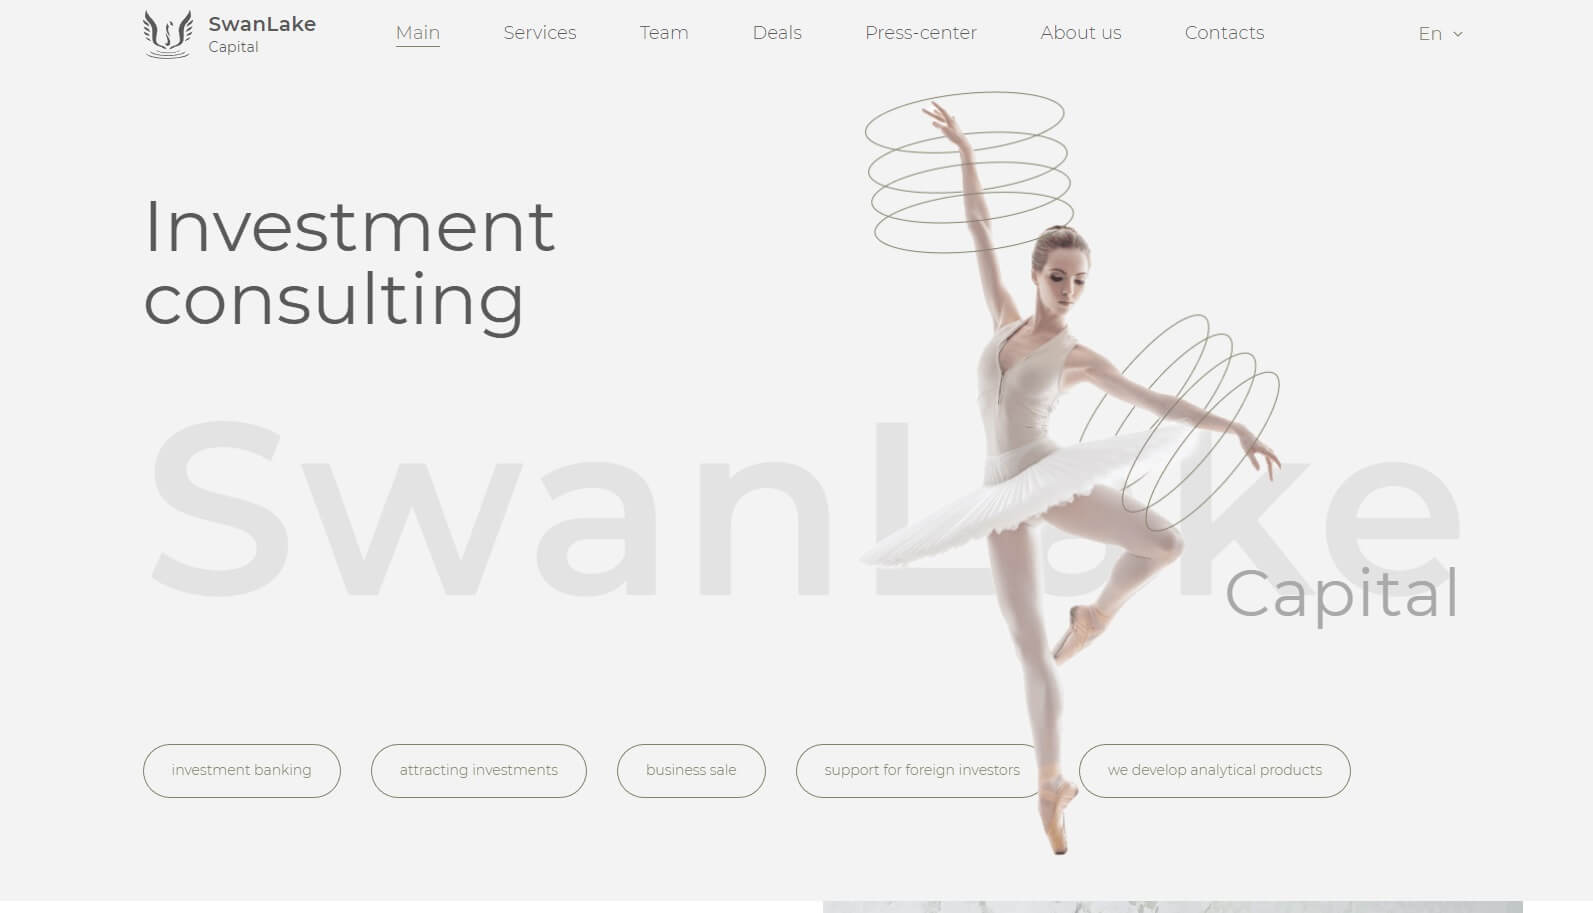 SwanLake
Capital
Main
Services
Team
Deals
Press-center
About us
Contacts
En
Investment
consulting
SwanLake
Capital
investment banking
attracting investments
business sale
support for foreign investors
we develop analytical products